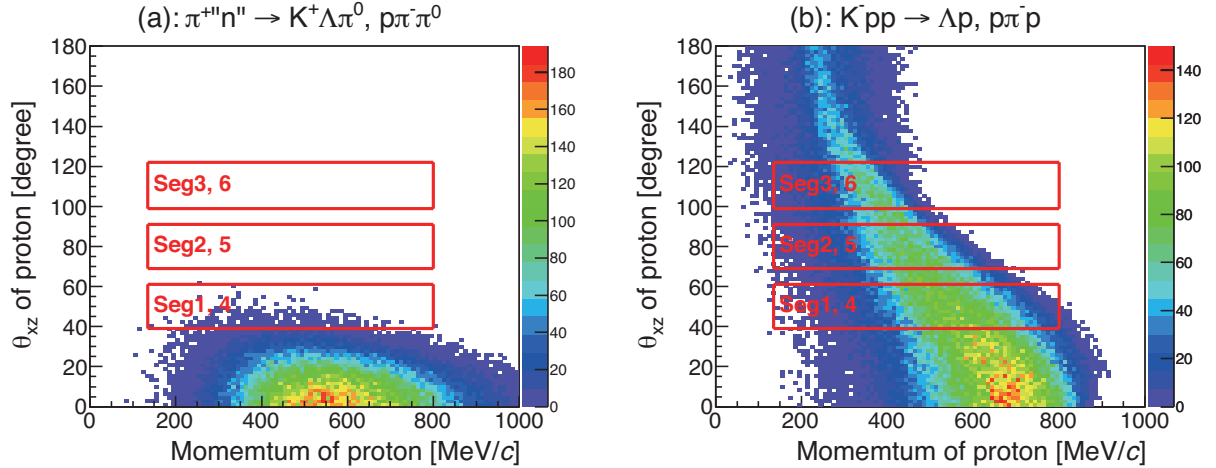 (a): π⁺"n" → K⁺Λπ⁰, pπ⁻π⁰
θxz of proton [degree]
180
160
140
120
100
80
60
40
20
0
Seg3, 6
Seg2, 5
Seg1, 4
0 200 400 600 800 1000
Momemtum of proton [MeV/c]
180
160
140
120
100
80
60
40
20
0
(b): K⁻pp → Λp, pπ⁻p
θxz of proton [degree]
180
160
140
120
100
80
60
40
20
0
Seg3, 6
Seg2, 5
Seg1, 4
0 200 400 600 800 1000
Momemtum of proton [MeV/c]
140
120
100
80
60
40
20
0